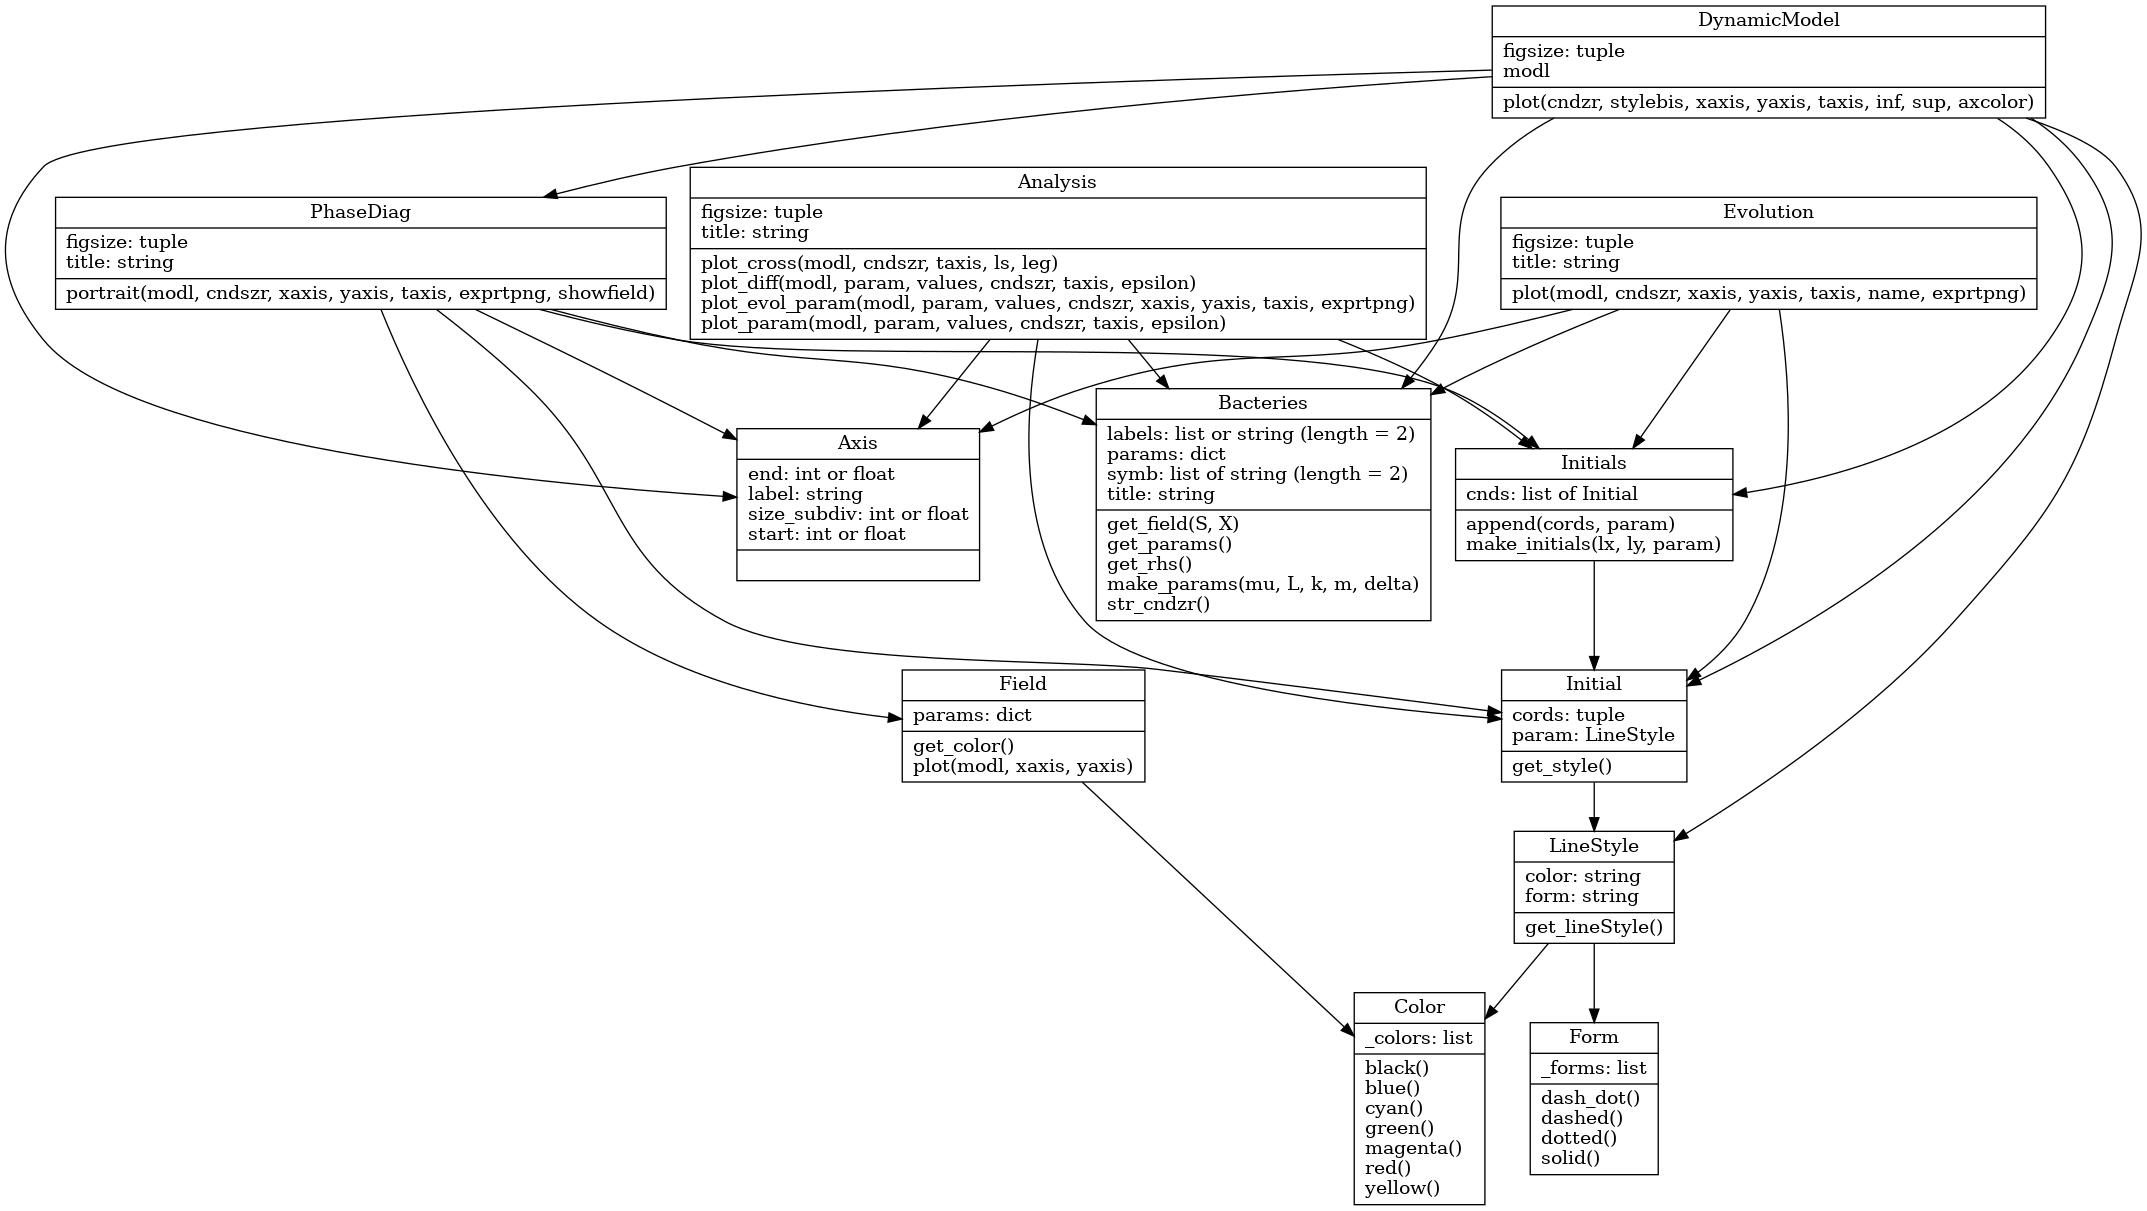 DynamicModel
figsize: tuple
modl
plot(cndzr, stylebis, xaxis, yaxis, taxis, inf, sup, axcolor)
PhaseDiag
figsize: tuple
title: string
portrait(modl, cndszr, xaxis, yaxis, taxis, exprtpng, showfield)
Analysis
figsize: tuple
title: string
plot_cross(modl, cndszr, taxis, ls, leg)
plot_diff(modl, param, values, cndszr, taxis, epsilon)
plot_evol_param(modl, param, values, cndszr, xaxis, yaxis, taxis, exprtpng)
plot_param(modl, param, values, cndszr, taxis, epsilon)
Evolution
figsize: tuple
title: string
plot(modl, cndszr, xaxis, yaxis, taxis, name, exprtpng)
Axis
end: int or float
label: string
size_subdiv: int or float
start: int or float
Bacteries
labels: list or string (length = 2)
params: dict
symb: list of string (length = 2)
title: string
get_field(S, X)
get_params()
get_rhs()
make_params(mu, L, k, m, delta)
str_cndzr()
Initials
cnds: list of Initial
append(cords, param)
make_initials(lx, ly, param)
Field
params: dict
get_color()
plot(modl, xaxis, yaxis)
Initial
cords: tuple
param: LineStyle
get_style()
LineStyle
color: string
form: string
get_lineStyle()
Color
_colors: list
black()
blue()
cyan()
green()
magenta()
red()
yellow()
Form
_forms: list
dash_dot()
dashed()
dotted()
solid()